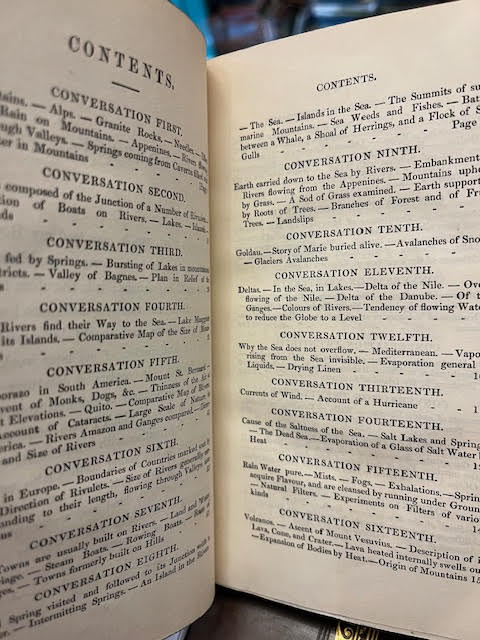 CONTENTS.
CONVERSATION FIRST.
— Alps. — Granite Rocks. — Needles. —
Rain on Mountains. — Appenines. — Rivers
Valleys. — Springs coming from Caverns filled
in Mountains
CONVERSATION SECOND.
composed of the Junction of a Number of
of Boats on Rivers. — Lakes. —
CONVERSATION THIRD.
fed by Springs. — Bursting of Lakes in mountainous
— Valley of Bagnes. — Plan in Relief of
CONVERSATION FOURTH.
Rivers find their Way to the Sea. — Lake
its Islands. — Comparative Map of the Size of
CONVERSATION FIFTH.
in South America. — Mount St. Bernard —
of Monks, Dogs, &c. — Thinness of the Air
Elevations. — Quito. — Comparative Map of
Account of Cataracts. — Large Scale of Nature
— Rivers Amazon and Ganges compared. —
and Size of Rivers
CONVERSATION SIXTH.
in Europe. — Boundaries of Countries marked
Direction of Rivulets. — Size of Rivers generally
to their length, flowing through Valleys
CONVERSATION SEVENTH.
Towns are usually built on Rivers. — Land and
— Steam Boats. — Rowing Boats. — Road
— Towns formerly built on Hills
CONVERSATION EIGHTH.
Spring visited and followed to its Junction
— Intermitting Springs. — An Island in the River
CONTENTS.
— The Sea. — Islands in the Sea. — The Summits of
marine Mountains. — Sea Weeds and Fishes. —
between a Whale, a Shoal of Herrings, and a Flock of
Gulls - - - - Page
CONVERSATION NINTH.
Earth carried down to the Sea by Rivers. —
Rivers flowing from the Appenines. — Mountains
by Grass. — A Sod of Grass examined. — Earth
by Roots of Trees. — Branches of Forest and of
Trees. — Landslips
CONVERSATION TENTH.
Goldau. — Story of Marie buried alive. — Avalanches of
— Glaciers Avalanches
CONVERSATION ELEVENTH.
Deltas. — In the Sea, in Lakes. — Delta of the Nile. —
flowing of the Nile. — Delta of the Danube. — Of
Ganges. — Colours of Rivers. — Tendency of flowing
to reduce the Globe to a Level
CONVERSATION TWELFTH.
Why the Sea does not overflow. — Mediterranean. —
rising from the Sea invisible. — Evaporation general
Liquids. — Drying Linen
CONVERSATION THIRTEENTH.
Currents of Wind. — Account of a Hurricane
CONVERSATION FOURTEENTH.
Cause of the Saltness of the Sea. — Salt Lakes and
— The Dead Sea. — Evaporation of a Glass of Salt Water
Heat
CONVERSATION FIFTEENTH.
Rain Water pure. — Mists. — Fogs. — Exhalations. —
acquire Flavour, and are cleansed by running under
— Natural Filters. — Experiments on Filters of
kinds
CONVERSATION SIXTEENTH.
Volcanos. — Ascent of Mount Vesuvius. — Description of
Lava, Cone, and Crater. — Lava heated internally swells
— Expansion of Bodies by Heat. — Origin of Mountains